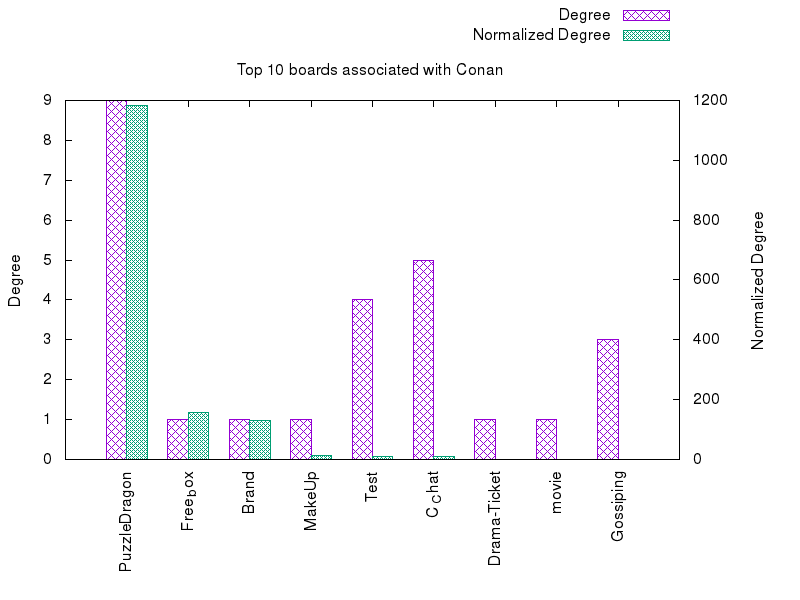 Degree
Normalized Degree
Top 10 boards associated with Conan
9
8
7
6
5
4
3
2
1
0
Degree
1200
1000
800
600
400
200
0
Normalized Degree
PuzzleDragon
Freebox
Brand
MakeUp
Test
C_Chat
Drama-Ticket
movie
Gossiping